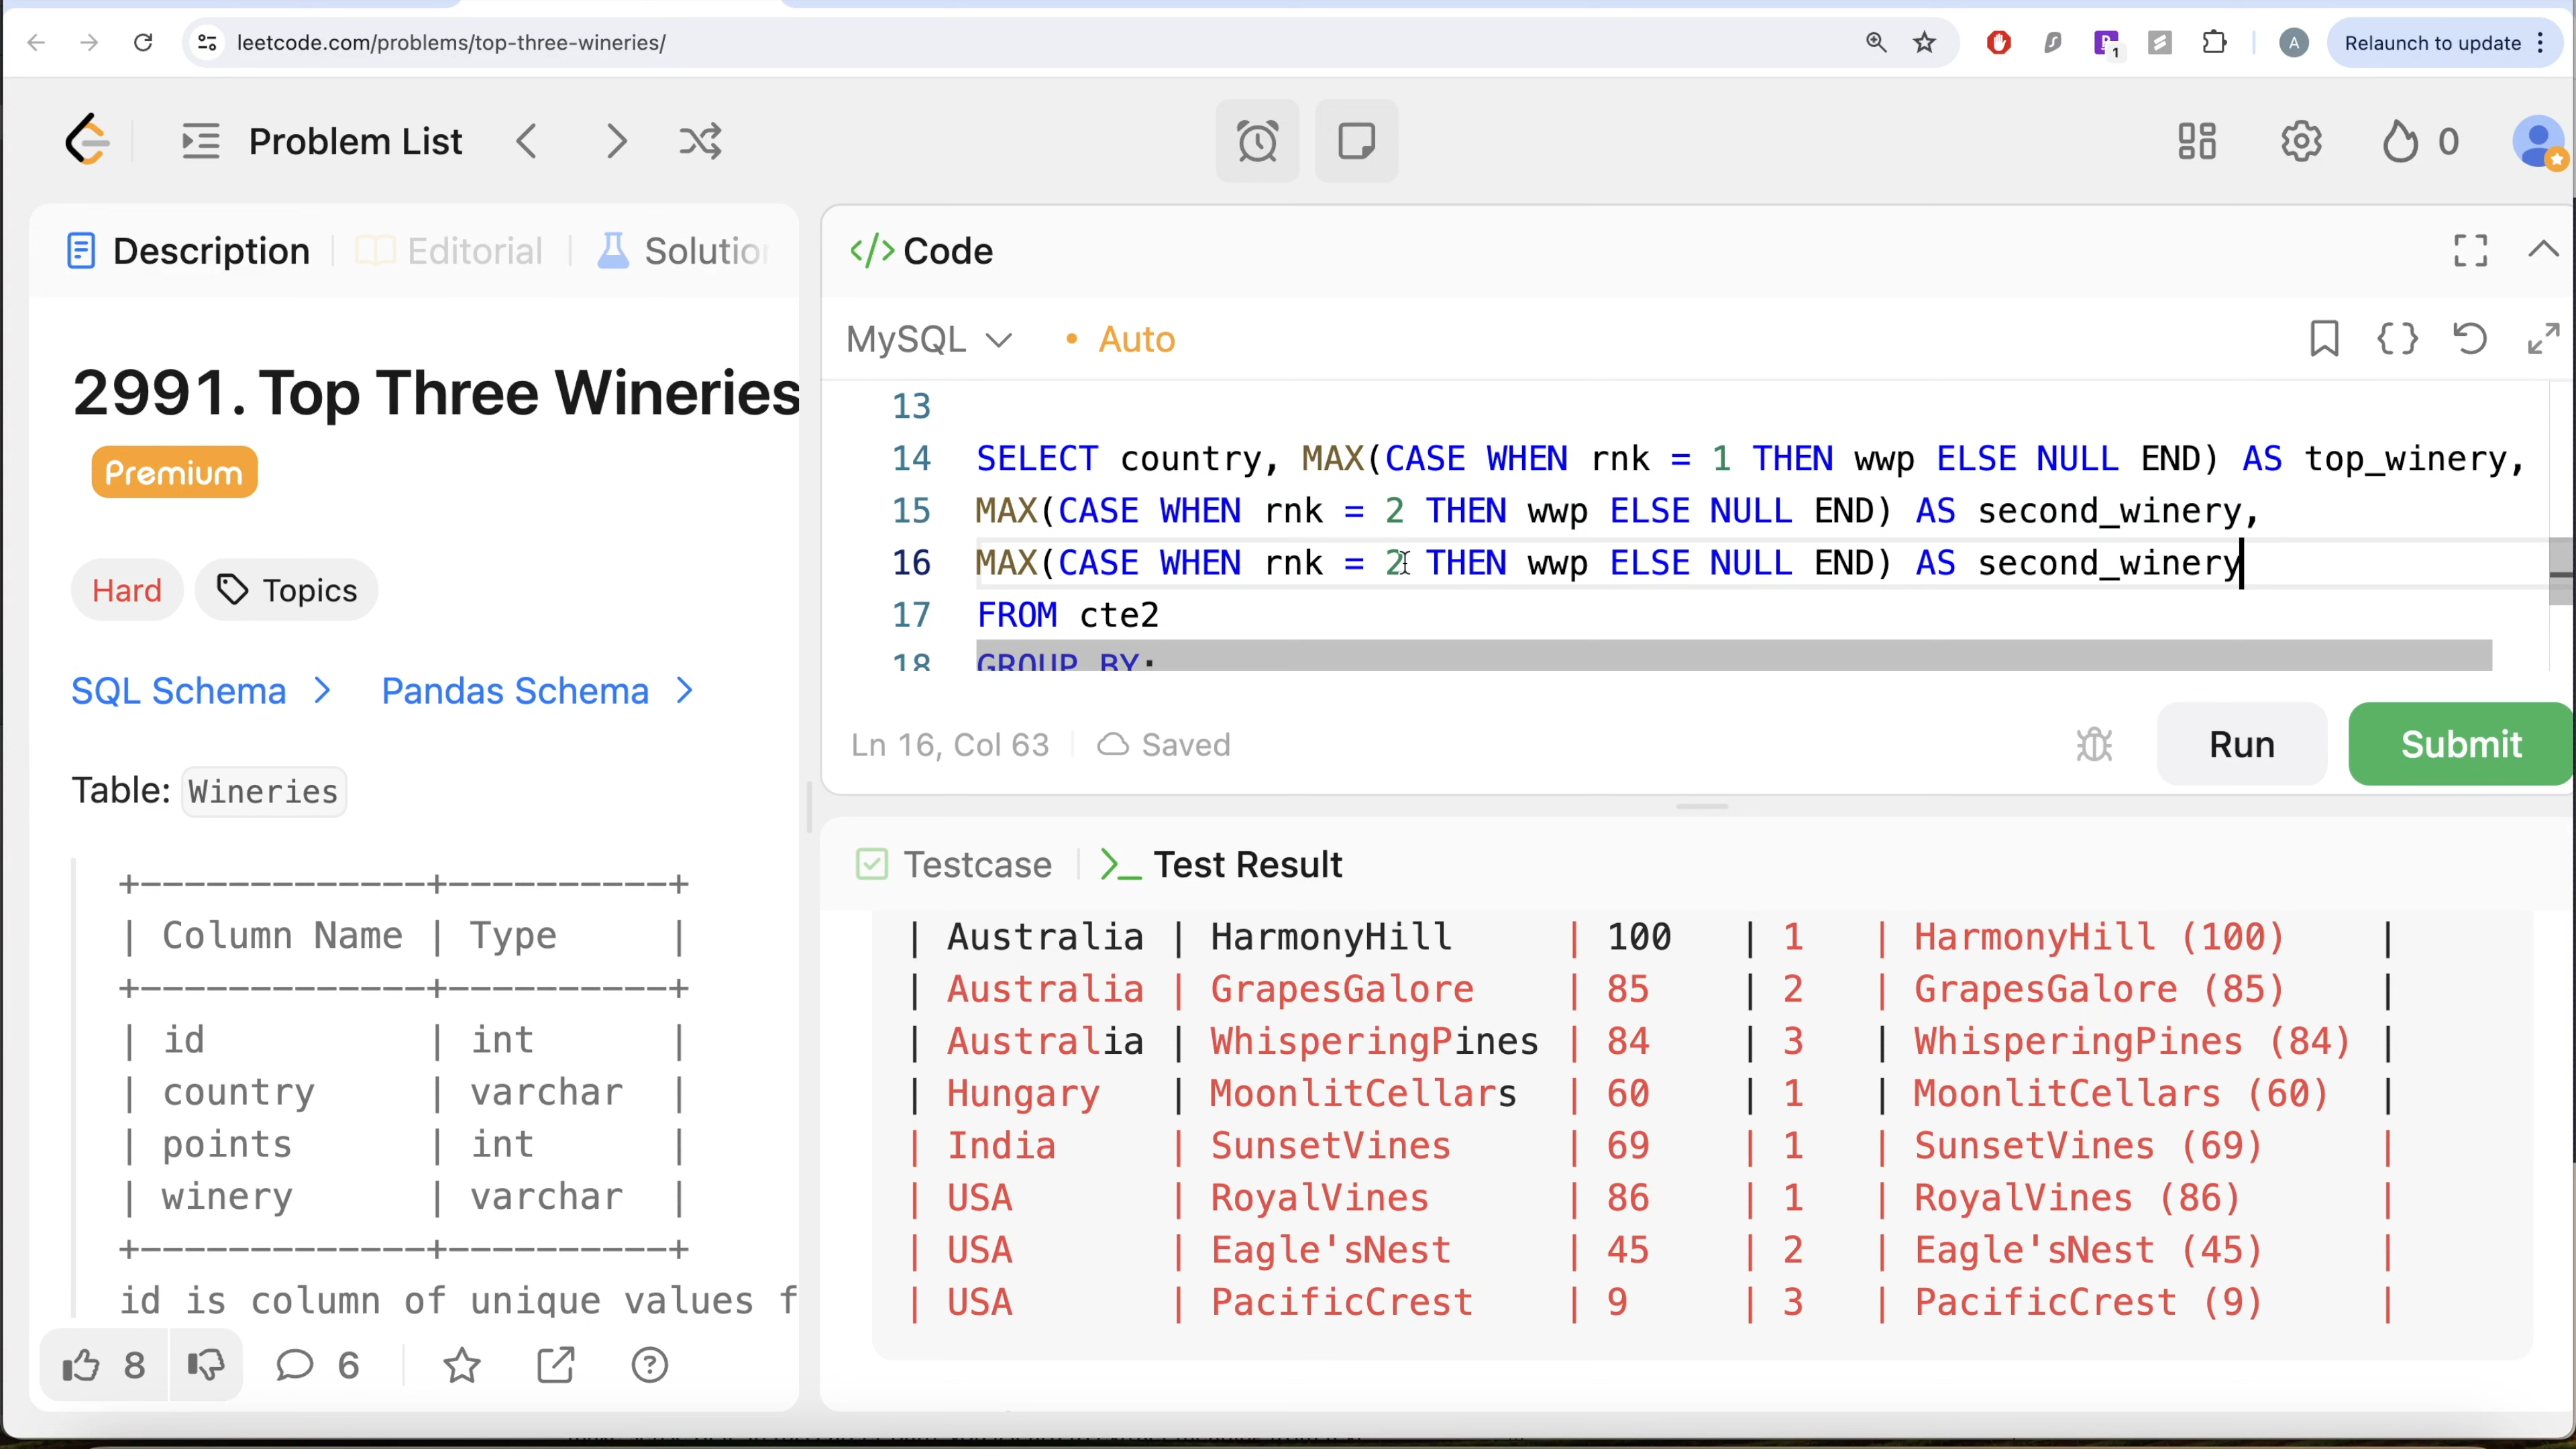 leetcode.com/problems/top-three-wineries/
1
A
Relaunch to update
Problem List
0
Description
Editorial
Solution
2991. Top Three Wineries
Premium
Hard
Topics
SQL Schema
Pandas Schema
Table: Wineries
+--------------+----------+
| Column Name | Type |
+--------------+----------+
| id | int |
| country | varchar |
| points | int |
| winery | varchar |
+--------------+----------+
id is column of unique values f
8
6
</> Code
MySQL
• Auto
13
14 SELECT country, MAX(CASE WHEN rnk = 1 THEN wwp ELSE NULL END) AS top_winery,
15 MAX(CASE WHEN rnk = 2 THEN wwp ELSE NULL END) AS second_winery,
16 MAX(CASE WHEN rnk = 2 THEN wwp ELSE NULL END) AS second_winery
17 FROM cte2
18 GROUP BY;
Ln 16, Col 63
Saved
Run
Submit
Testcase
>_ Test Result
| Australia | HarmonyHill | 100 | 1 | HarmonyHill (100) |
| Australia | GrapesGalore | 85 | 2 | GrapesGalore (85) |
| Australia | WhisperingPines | 84 | 3 | WhisperingPines (84) |
| Hungary | MoonlitCellars | 60 | 1 | MoonlitCellars (60) |
| India | SunsetVines | 69 | 1 | SunsetVines (69) |
| USA | RoyalVines | 86 | 1 | RoyalVines (86) |
| USA | Eagle'sNest | 45 | 2 | Eagle'sNest (45) |
| USA | PacificCrest | 9 | 3 | PacificCrest (9) |